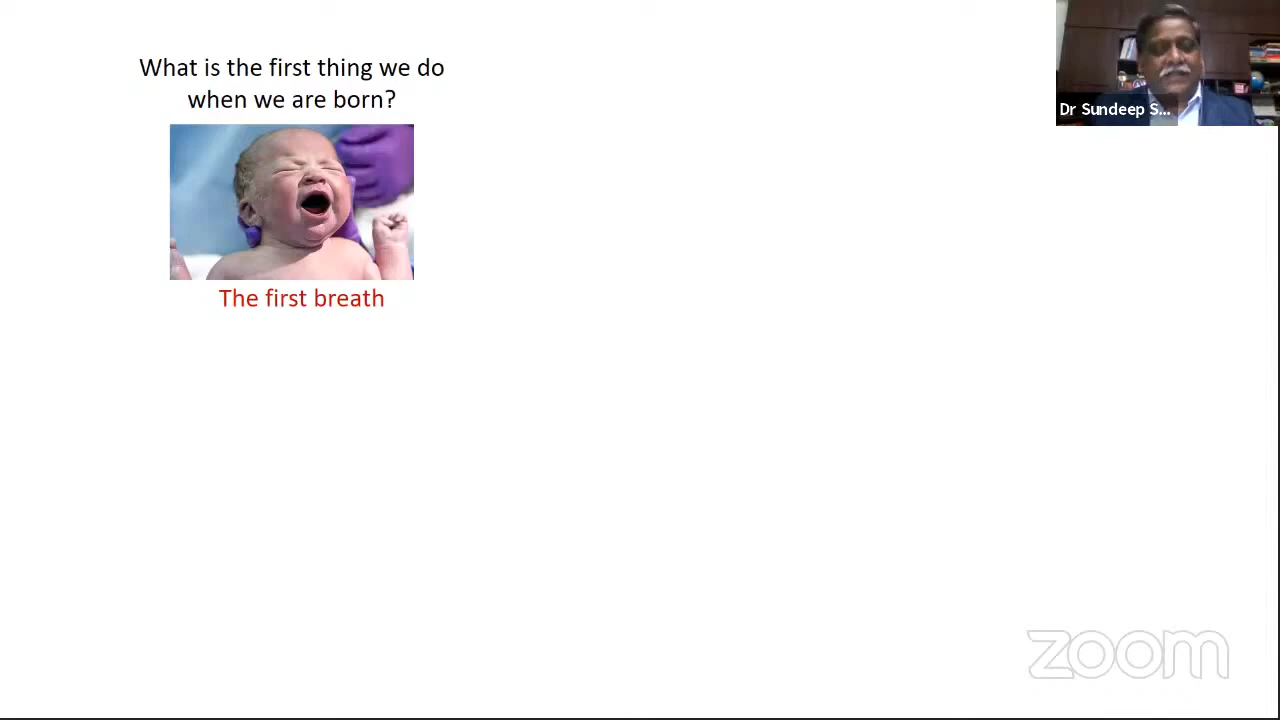 What is the first thing we do
when we are born?
The first breath
Dr Sundeep S...
zoom